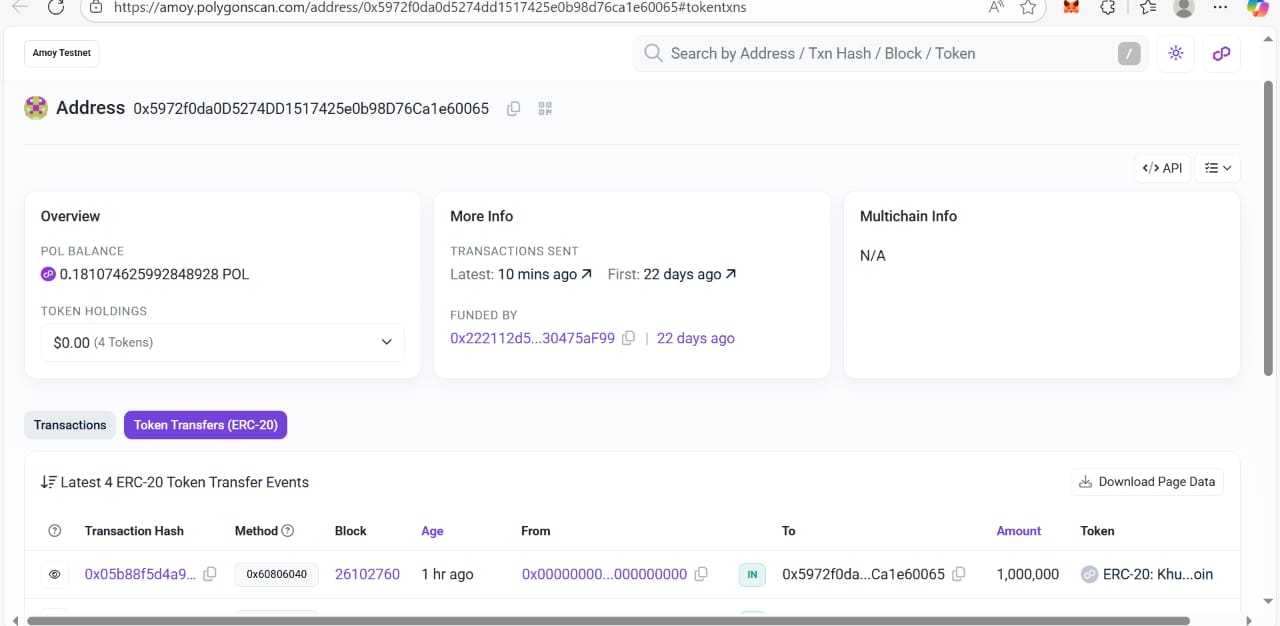 https://amoy.polygonscan.com/address/0x5972f0da0d5274dd1517425e0b98d76ca1e60065#tokentxns
Amoy Testnet
Search by Address / Txn Hash / Block / Token
/
Address 0x5972f0da0D5274DD1517425e0b98D76Ca1e60065
</> API
Overview
POL BALANCE
0.181074625992848928 POL
TOKEN HOLDINGS
$0.00 (4 Tokens)
More Info
TRANSACTIONS SENT
Latest: 10 mins ago ↗ First: 22 days ago ↗
FUNDED BY
0x222112d5...30475aF99 | 22 days ago
Multichain Info
N/A
Transactions Token Transfers (ERC-20)
Latest 4 ERC-20 Token Transfer Events
Download Page Data
Transaction Hash Method Block Age From To Amount Token
0x05b88f5d4a9... 0x60806040 26102760 1 hr ago 0x00000000...000000000 IN 0x5972f0da...Ca1e60065 1,000,000 ERC-20: Khu...oin